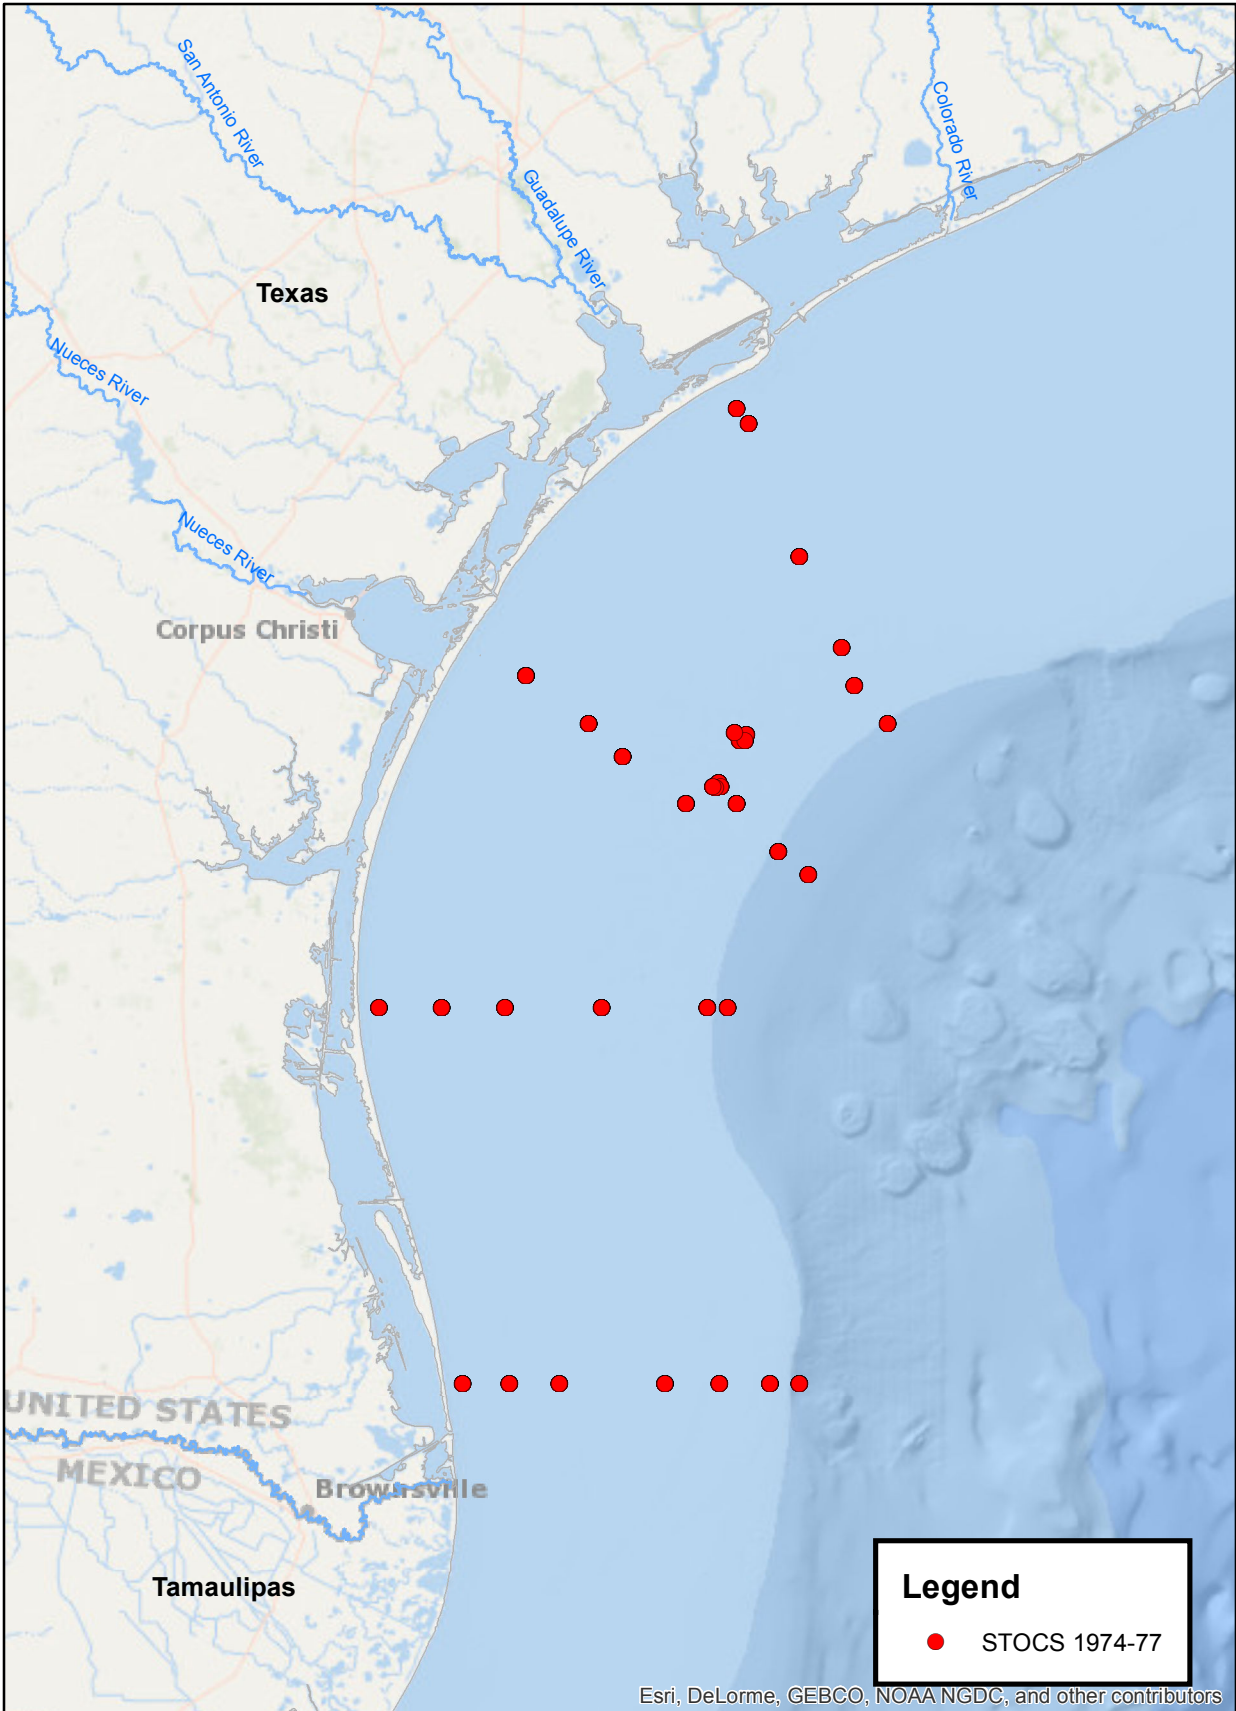 San Antonio River
Colorado River
Guadalupe River
Texas
Nueces River
Nueces River
Corpus Christi
UNITED STATES
MEXICO
Brownsville
Tamaulipas
Legend
STOCS 1974-77
Esri, DeLorme, GEBCO, NOAA NGDC, and other contributors